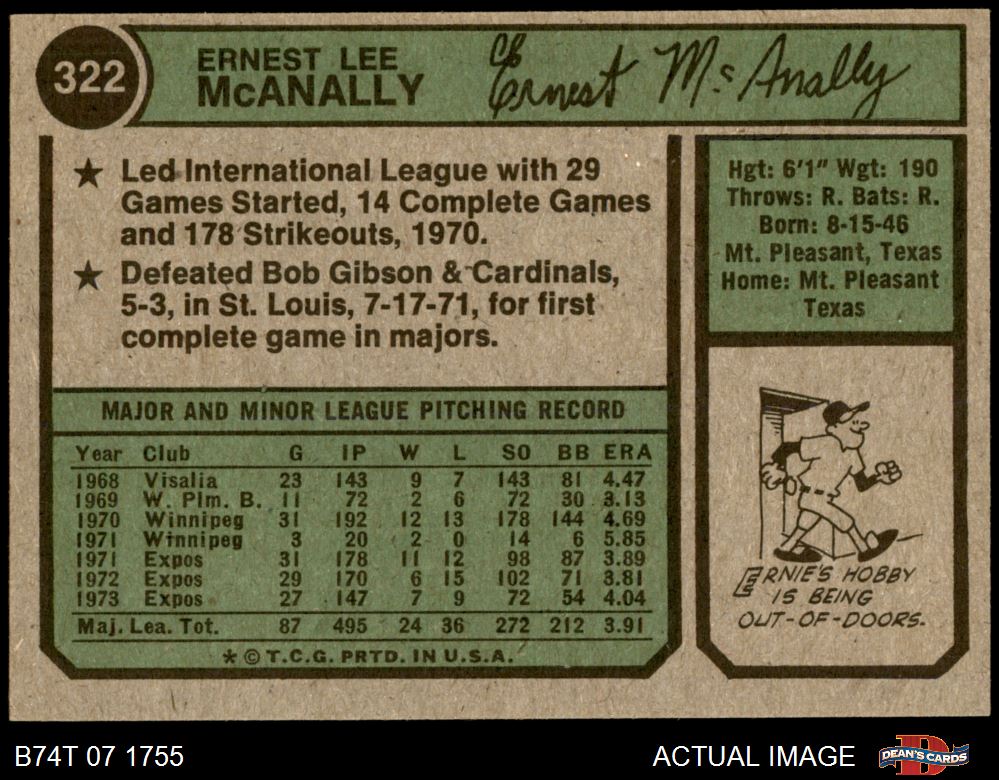 322
ERNEST LEE
McANALLY
Ernest McAnally
★ Led International League with 29
Games Started, 14 Complete Games
and 178 Strikeouts, 1970.
★ Defeated Bob Gibson & Cardinals,
5-3, in St. Louis, 7-17-71, for first
complete game in majors.
Hgt: 6'1" Wgt: 190
Throws: R. Bats: R.
Born: 8-15-46
Mt. Pleasant, Texas
Home: Mt. Pleasant
Texas
MAJOR AND MINOR LEAGUE PITCHING RECORD
Year Club G IP W L SO BB ERA
1968 Visalia 23 143 9 7 143 81 4.47
1969 W. Plm. B. 11 72 2 6 72 30 3.13
1970 Winnipeg 31 192 12 13 178 144 4.69
1971 Winnipeg 3 20 2 0 14 6 5.85
1971 Expos 31 178 11 12 98 87 3.89
1972 Expos 29 170 6 15 102 71 3.81
1973 Expos 27 147 7 9 72 54 4.04
Maj. Lea. Tot. 87 495 24 36 272 212 3.91
* © T.C.G. PRTD. IN U.S.A.
ERNIE'S HOBBY
IS BEING
OUT-OF-DOORS.
B74T 07 1755
ACTUAL IMAGE
DEAN'S CARDS